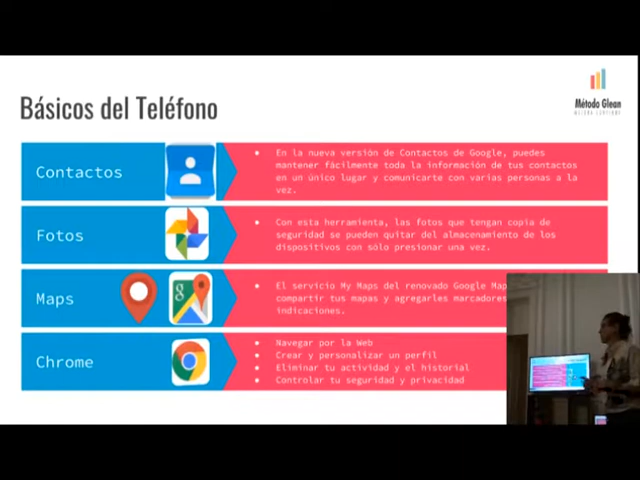 Básicos del Teléfono
Método Glean
Contactos
En la nueva versión de Contactos de Google, puedes
mantener fácilmente toda la información de tus contactos
en un único lugar y comunicarte con varias personas a la
vez.
Fotos
Con esta herramienta, las fotos que tengan copia de
seguridad se pueden quitar del almacenamiento de los
dispositivos con sólo presionar una vez.
Maps
g
El servicio My Maps del renovado Google Map
compartir tus mapas y agregarles marcadores
indicaciones.
Chrome
Navegar por la Web
Crear y personalizar un perfil
Eliminar tu actividad y el historial
Controlar tu seguridad y privacidad